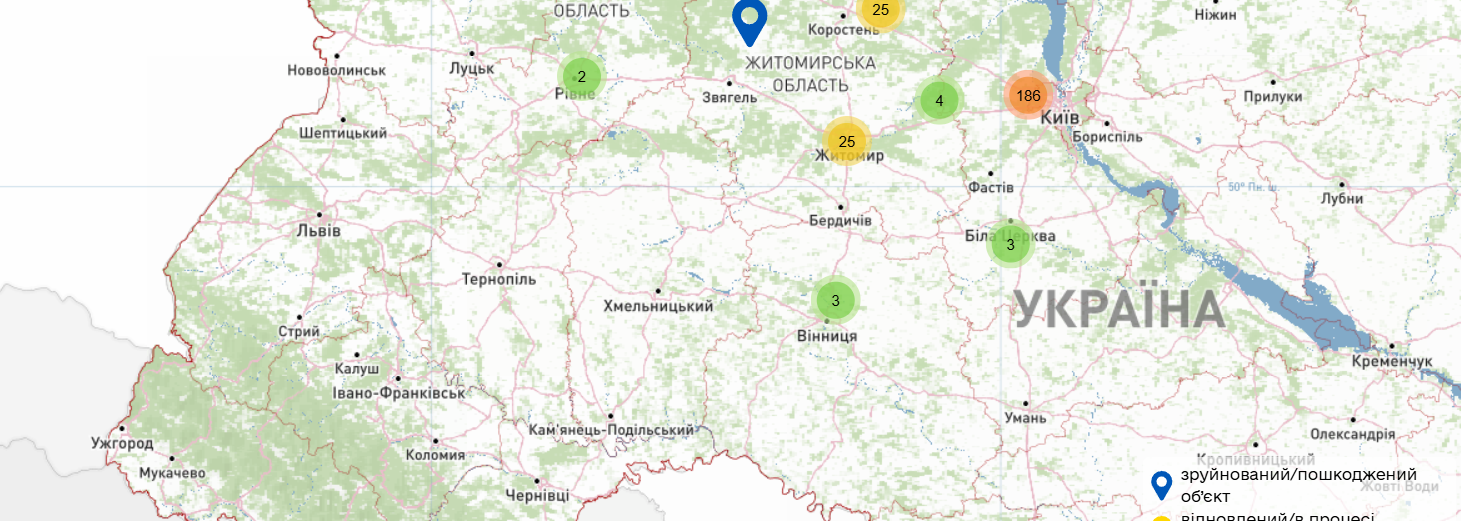 ОБЛАСТЬ
25
Ніжин
Коростень
Нововолинськ
Луцьк
ЖИТОМИРСЬКА
ОБЛАСТЬ
2
Рівне
Звягель
4
186
Київ
Прилуки
Шептицький
25
Житомир
Бориспіль
Фастів
50° Пн. ш.
Лубни
Бердичів
Львів
Біла Церква
3
Тернопіль
Хмельницький
3
УКРАЇНА
Стрий
Вінниця
Калуш
Кременчук
Івано-Франківськ
Умань
Кам'янець-Подільський
Олександрія
Ужгород
Коломия
Мукачево
Кропивницький
зруйнований/пошкоджений
об'єкт
Жовті Води
Чернівці
відновлений/в процесі